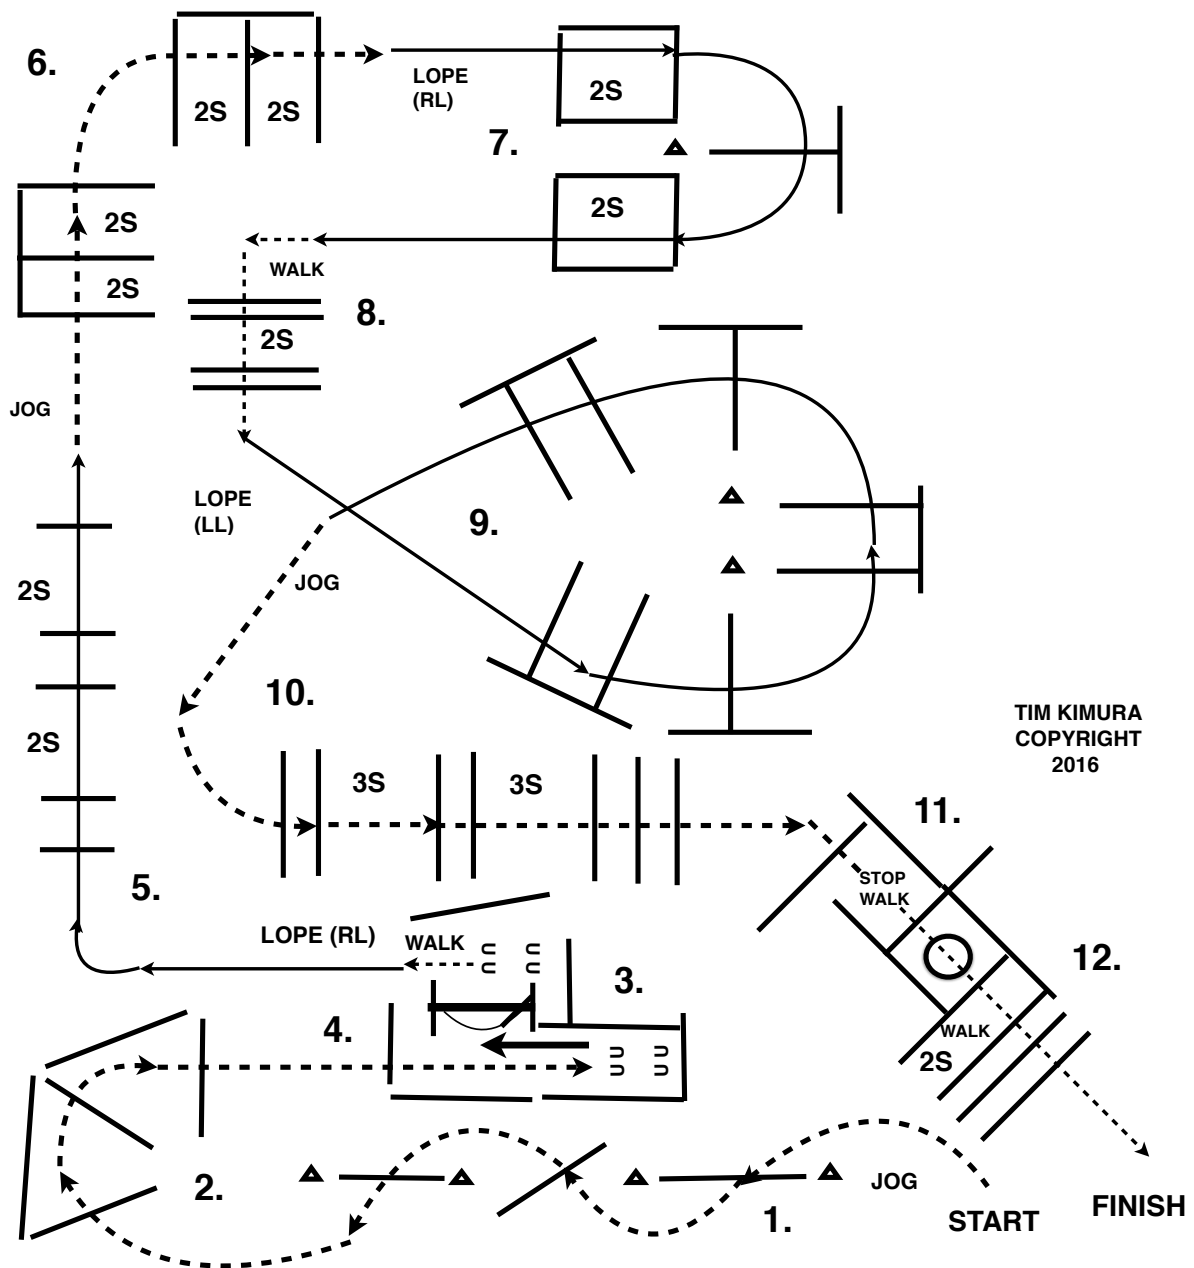 6.
2S
2S
LOPE
(RL)
2S
7.
2S
2S
2S
WALK
8.
2S
JOG
LOPE
(LL)
9.
JOG
2S
10.
2S
TIM KIMURA
COPYRIGHT
2016
3S
3S
11.
STOP
WALK
5.
LOPE (RL)
WALK
12.
3.
4.
WALK
2S
2.
1.
JOG
START
FINISH